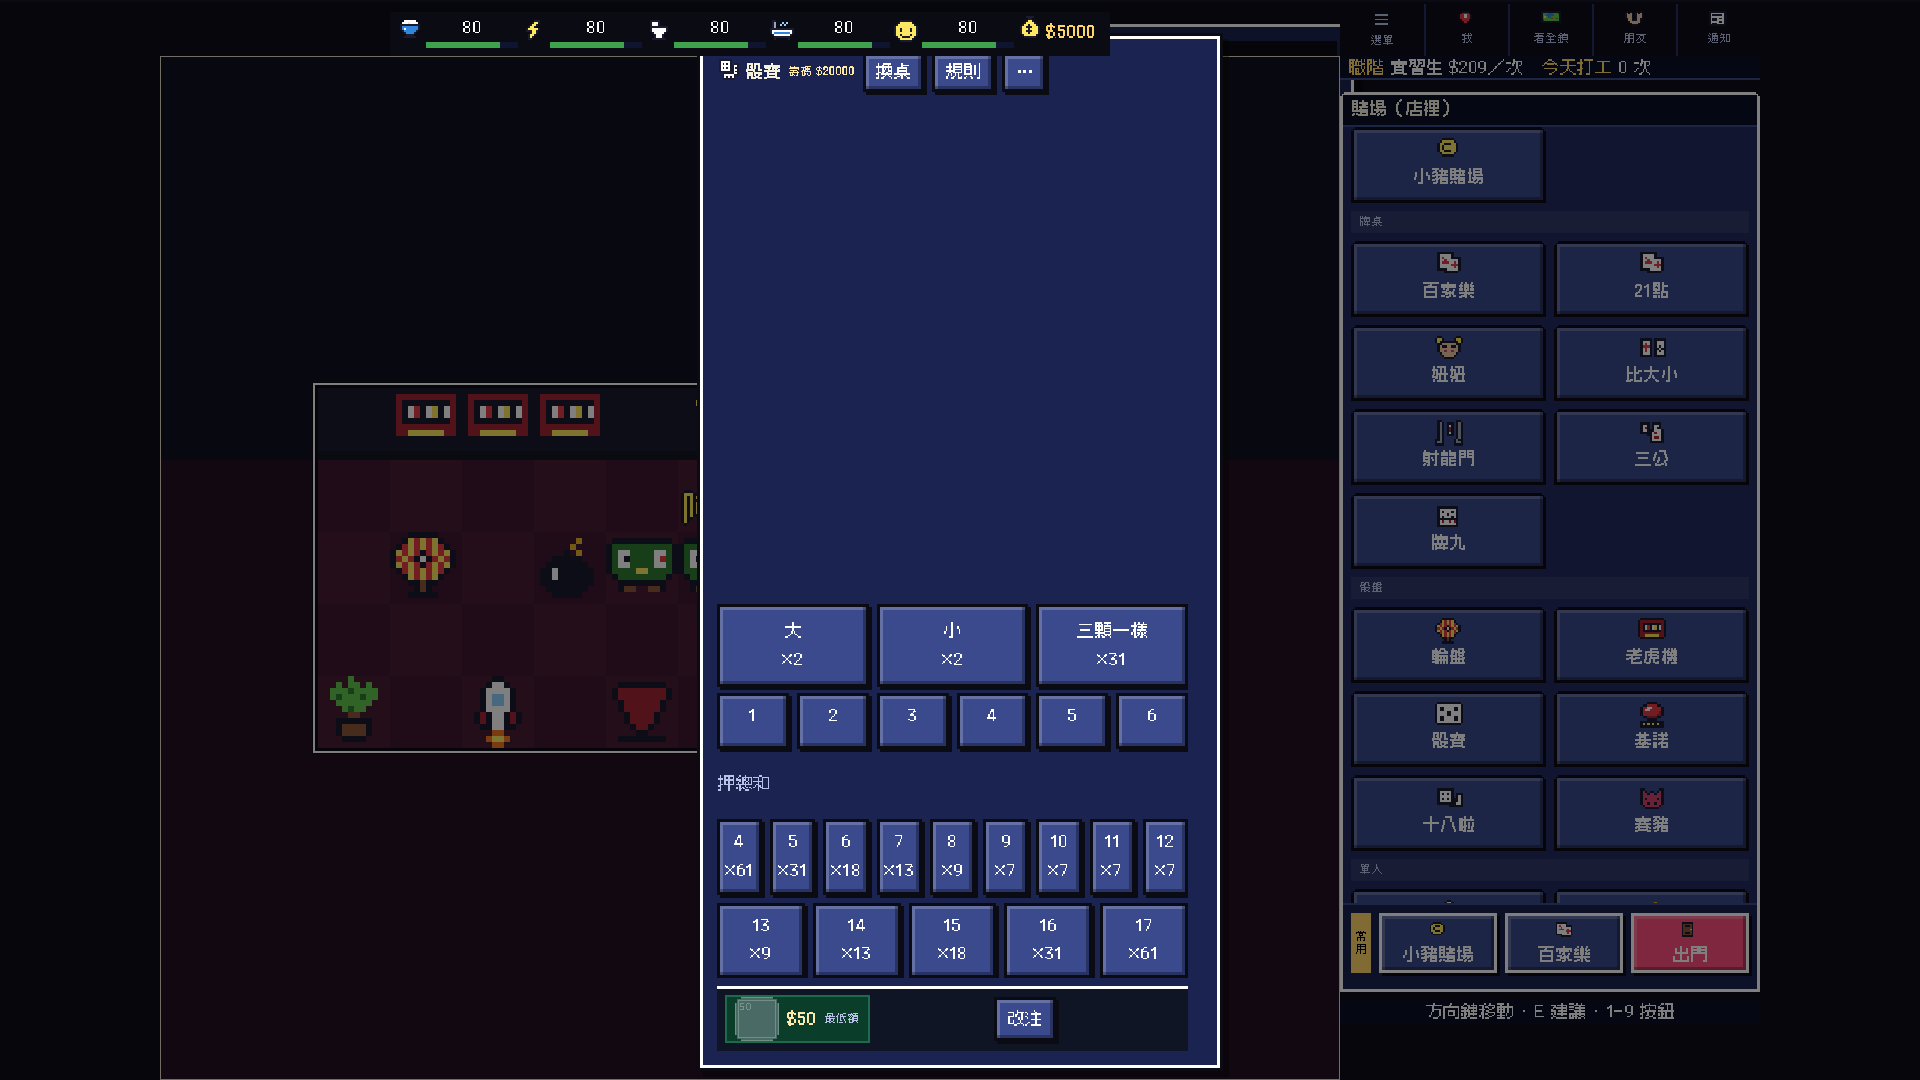 80 80 80 80 80 $5000
選單 我 看全鎮 朋友 通知
職階 實習生 $209／次 今天打工 0 次
骰寶 籌碼 $20000 換桌 規則 ···
賭場（店裡）
小豬賭場
牌桌
百家樂 21點
妞妞 比大小
射龍門 三公
牌九
骰盤
輪盤 老虎機
骰寶 基諾
十八啦 賽豬
單人
常用 小豬賭場 百家樂 出門
方向鍵移動·E 建議·1-9 按鈕
大 小 三顆一樣
×2 ×2 ×31
1 2 3 4 5 6
押總和
4 5 6 7 8 9 10 11 12
×61 ×31 ×18 ×13 ×9 ×7 ×7 ×7 ×7
13 14 15 16 17
×9 ×13 ×18 ×31 ×61
50 $50 最低額 改注